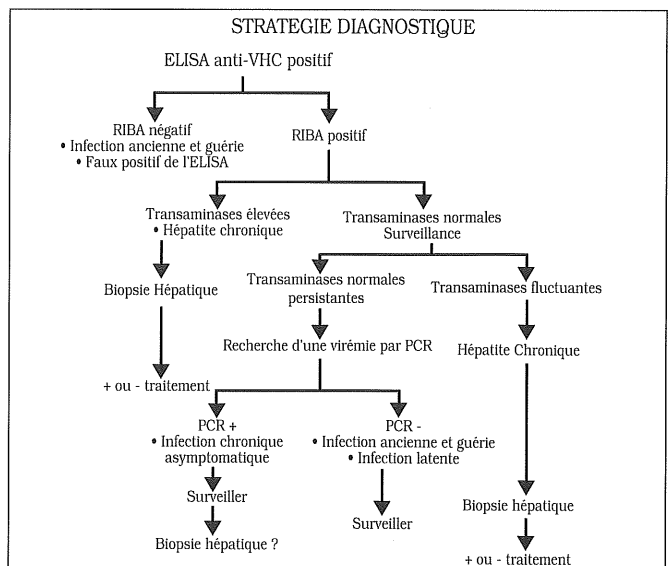 STRATEGIE DIAGNOSTIQUE
ELISA anti-VHC positif
RIBA négatif
• Infection ancienne et guérie
• Faux positif de l'ELISA
RIBA positif
Transaminases élevées
• Hépatite chronique
Transaminases normales
Surveillance
Biopsie Hépatique
Transaminases normales
persistantes
Transaminases fluctuantes
Recherche d'une virémie par PCR
Hépatite Chronique
+ ou - traitement
PCR +
• Infection chronique
asymptomatique
PCR -
• Infection ancienne et guérie
• Infection latente
Surveiller
Surveiller
Biopsie hépatique
Biopsie hépatique ?
+ ou - traitement